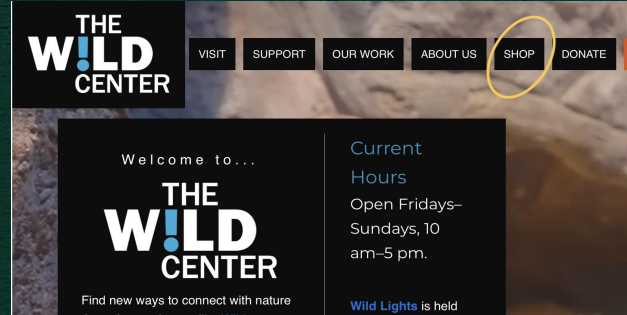 THE
W!LD
CENTER
VISIT SUPPORT OUR WORK ABOUT US SHOP DONATE
Welcome to...
THE
W!LD
CENTER
Find new ways to connect with nature
Current
Hours
Open Fridays–
Sundays, 10
am–5 pm.
Wild Lights is held